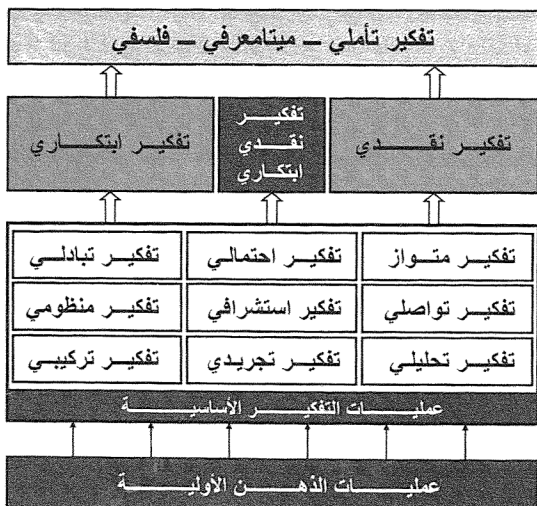 تفكير تأملي – ميتامعرفي – فلسفي
تفكير نقدي
تفكير
نقدي
ابتكاري
تفكير ابتكاري
تفكير متواز
تفكير احتمالي
تفكير تبادلي
تفكير تواصلي
تفكير استشرافي
تفكير منظومي
تفكير تحليلي
تفكير تجريدي
تفكير تركيبي
عمليات التفكير الأساسية
عمليات الذهن الأولية